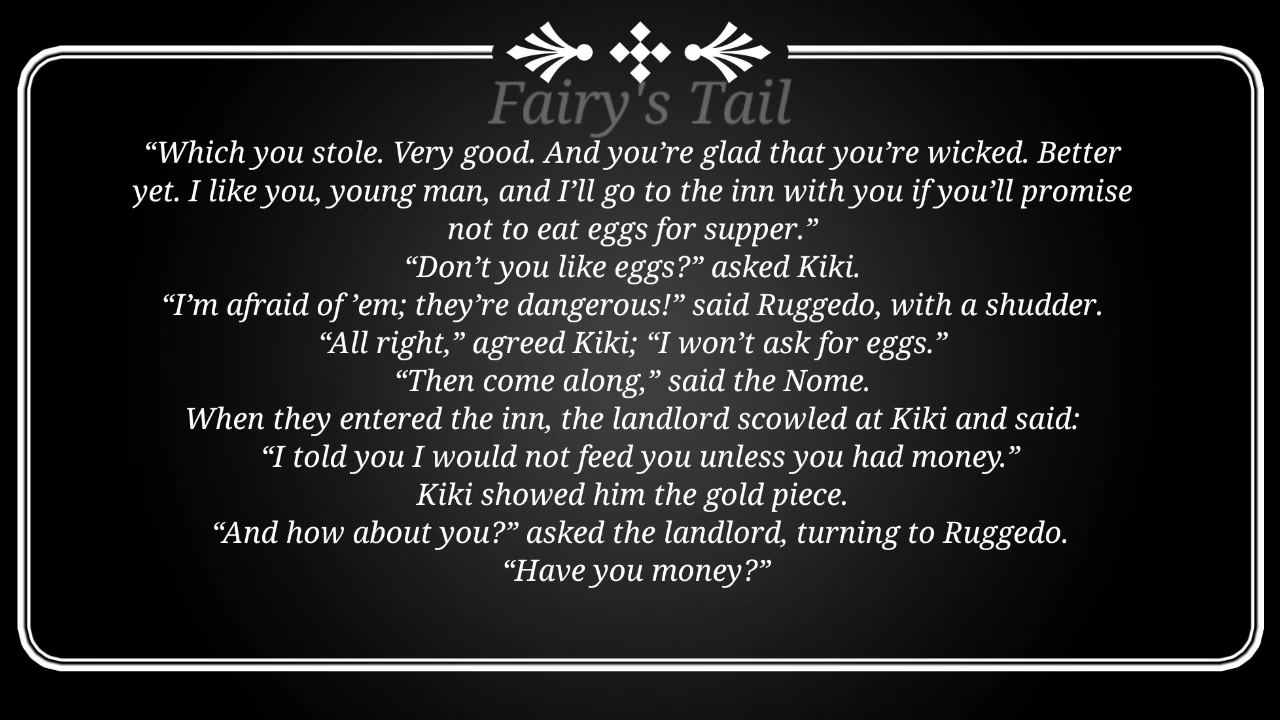 Fairy's Tail
“Which you stole. Very good. And you’re glad that you’re wicked. Better
yet. I like you, young man, and I’ll go to the inn with you if you’ll promise
not to eat eggs for supper.”
“Don’t you like eggs?” asked Kiki.
“I’m afraid of ’em; they’re dangerous!” said Ruggedo, with a shudder.
“All right,” agreed Kiki; “I won’t ask for eggs.”
“Then come along,” said the Nome.
When they entered the inn, the landlord scowled at Kiki and said:
“I told you I would not feed you unless you had money.”
Kiki showed him the gold piece.
“And how about you?” asked the landlord, turning to Ruggedo.
“Have you money?”